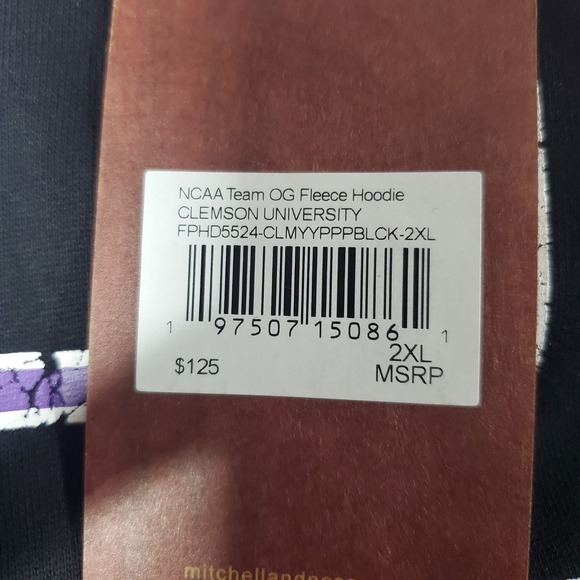 NCAA Team OG Fleece Hoodie
CLEMSON UNIVERSITY
FPHD5524-CLMYYPPPBLCK-2XL
1 97507 15086 1
$125
2XL
MSRP